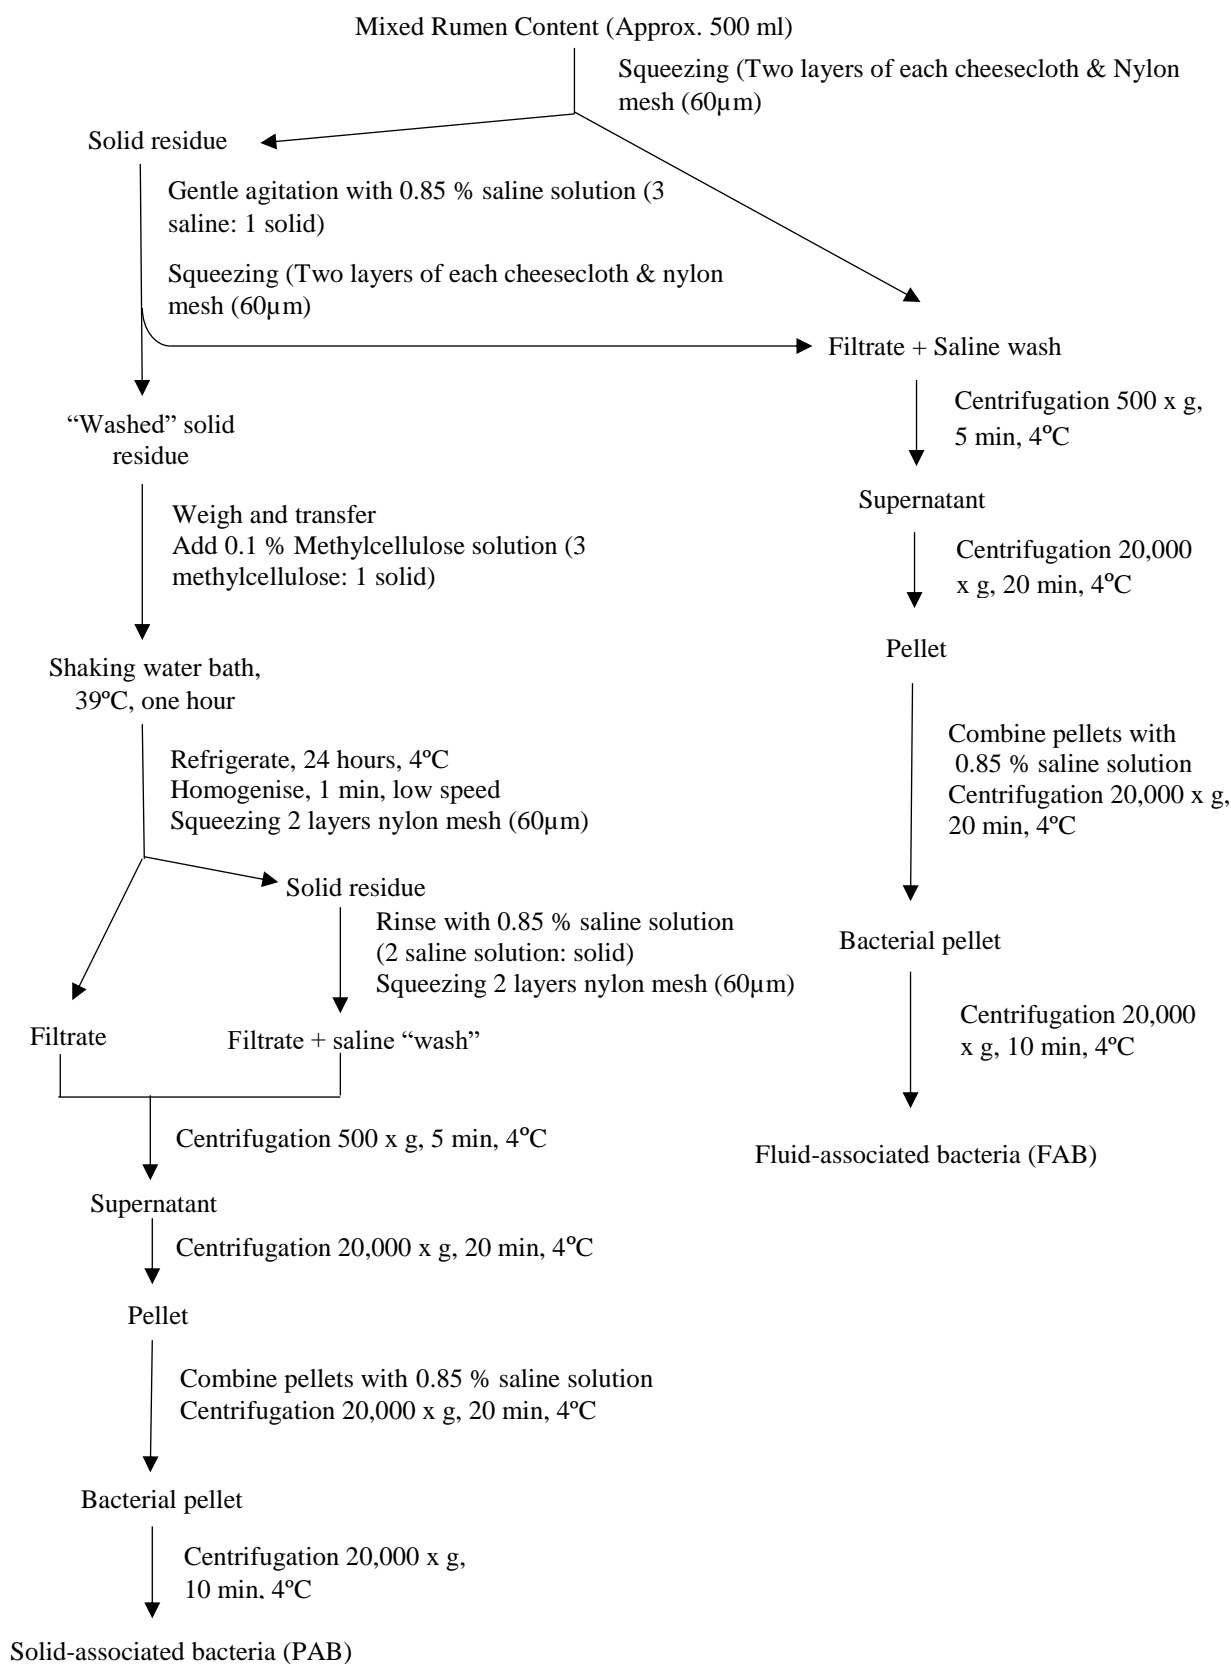 Mixed Rumen Content (Approx. 500 ml)
Squeezing (Two layers of each cheesecloth & Nylon
mesh (60µm)
Solid residue
Gentle agitation with 0.85 % saline solution (3
saline: 1 solid)
Squeezing (Two layers of each cheesecloth & nylon
mesh (60µm)
Filtrate + Saline wash
Centrifugation 500 x g,
5 min, 4ºC
“Washed” solid
residue
Supernatant
Weigh and transfer
Add 0.1 % Methylcellulose solution (3
methylcellulose: 1 solid)
Centrifugation 20,000
x g, 20 min, 4ºC
Pellet
Shaking water bath,
39ºC, one hour
Combine pellets with
0.85 % saline solution
Centrifugation 20,000 x g,
20 min, 4ºC
Refrigerate, 24 hours, 4ºC
Homogenise, 1 min, low speed
Squeezing 2 layers nylon mesh (60µm)
Solid residue
Rinse with 0.85 % saline solution
(2 saline solution: solid)
Squeezing 2 layers nylon mesh (60µm)
Bacterial pellet
Centrifugation 20,000
x g, 10 min, 4ºC
Filtrate
Filtrate + saline “wash”
Centrifugation 500 x g, 5 min, 4ºC
Fluid-associated bacteria (FAB)
Supernatant
Centrifugation 20,000 x g, 20 min, 4ºC
Pellet
Combine pellets with 0.85 % saline solution
Centrifugation 20,000 x g, 20 min, 4ºC
Bacterial pellet
Centrifugation 20,000 x g,
10 min, 4ºC
Solid-associated bacteria (PAB)